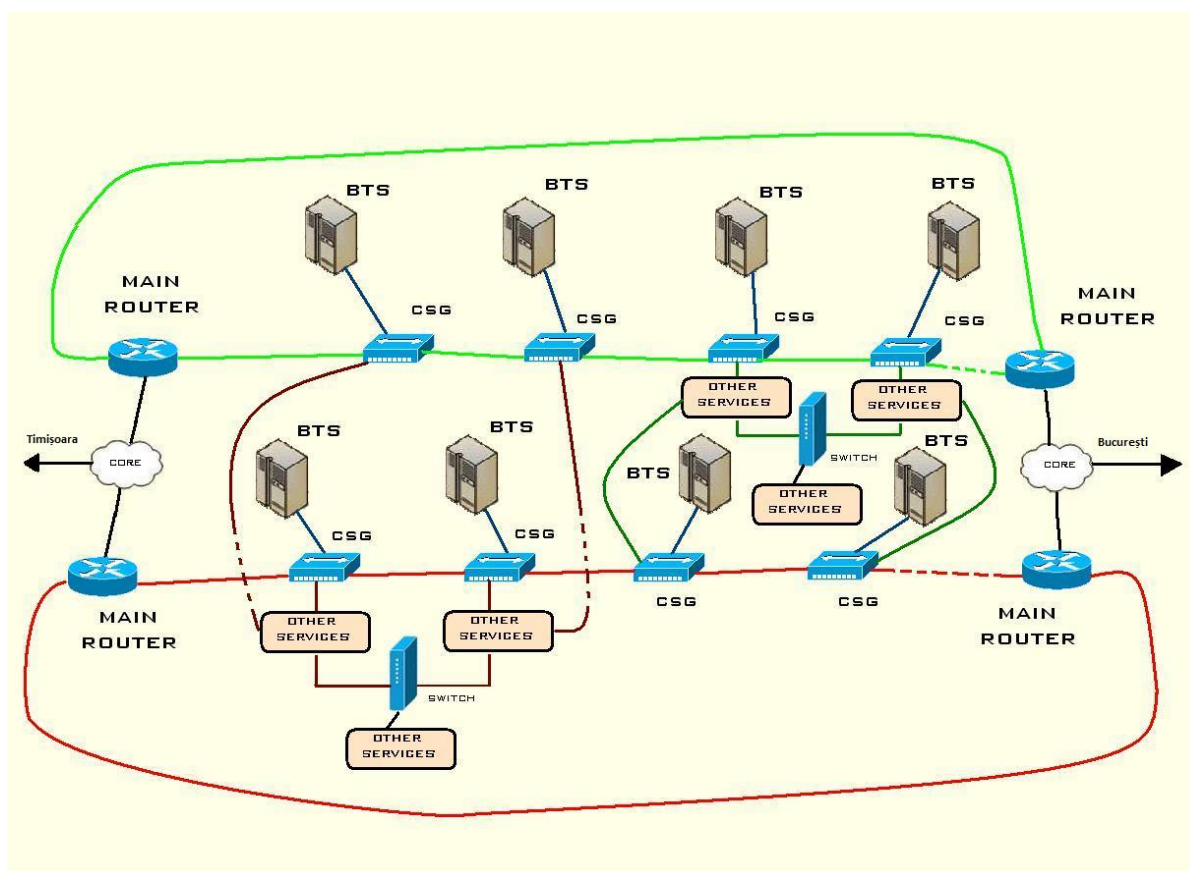 BTS
BTS
BTS
BTS
MAIN
ROUTER
CSG
CSG
CSG
CSG
MAIN
ROUTER
OTHER
SERVICES
OTHER
SERVICES
Timișoara
CORE
BTS
BTS
BTS
SWITCH
BTS
București
CORE
OTHER
SERVICES
CSG
CSG
CSG
CSG
MAIN
ROUTER
OTHER
SERVICES
OTHER
SERVICES
MAIN
ROUTER
SWITCH
OTHER
SERVICES